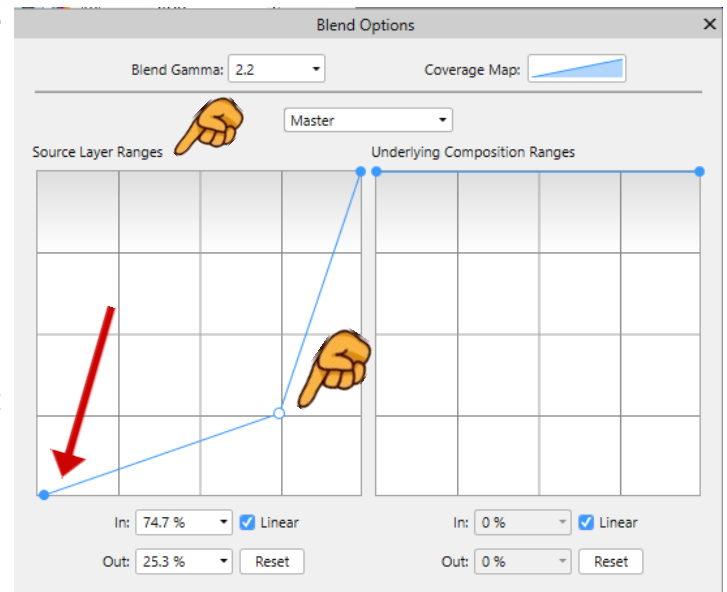 Blend Options
Blend Gamma: 2.2 Coverage Map:
Master
Source Layer Ranges Underlying Composition Ranges
In: 74.7 % Linear In: 0 % Linear
Out: 25.3 % Reset Out: 0 % Reset